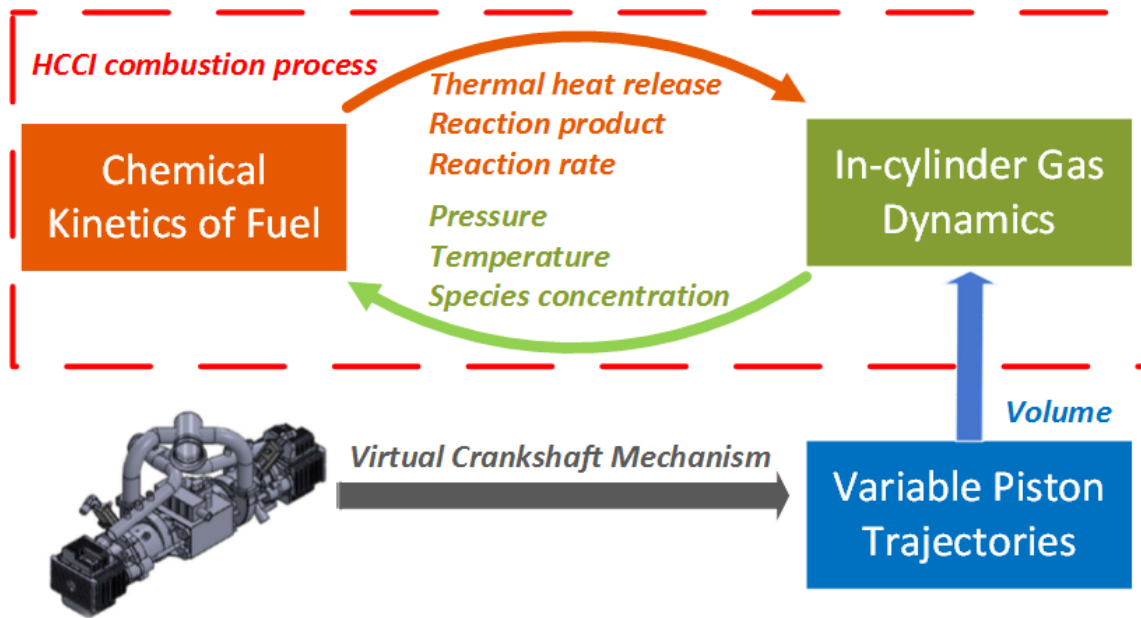 HCCI combustion process
Thermal heat release
Reaction product
Reaction rate
Chemical
Kinetics of Fuel
In-cylinder Gas
Dynamics
Pressure
Temperature
Species concentration
Volume
Virtual Crankshaft Mechanism
Variable Piston
Trajectories